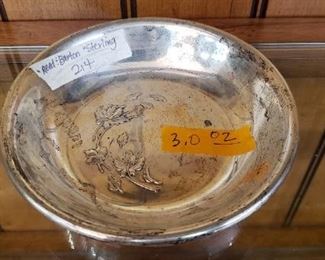 Reed & Barton Sterling
214
3.0 oz